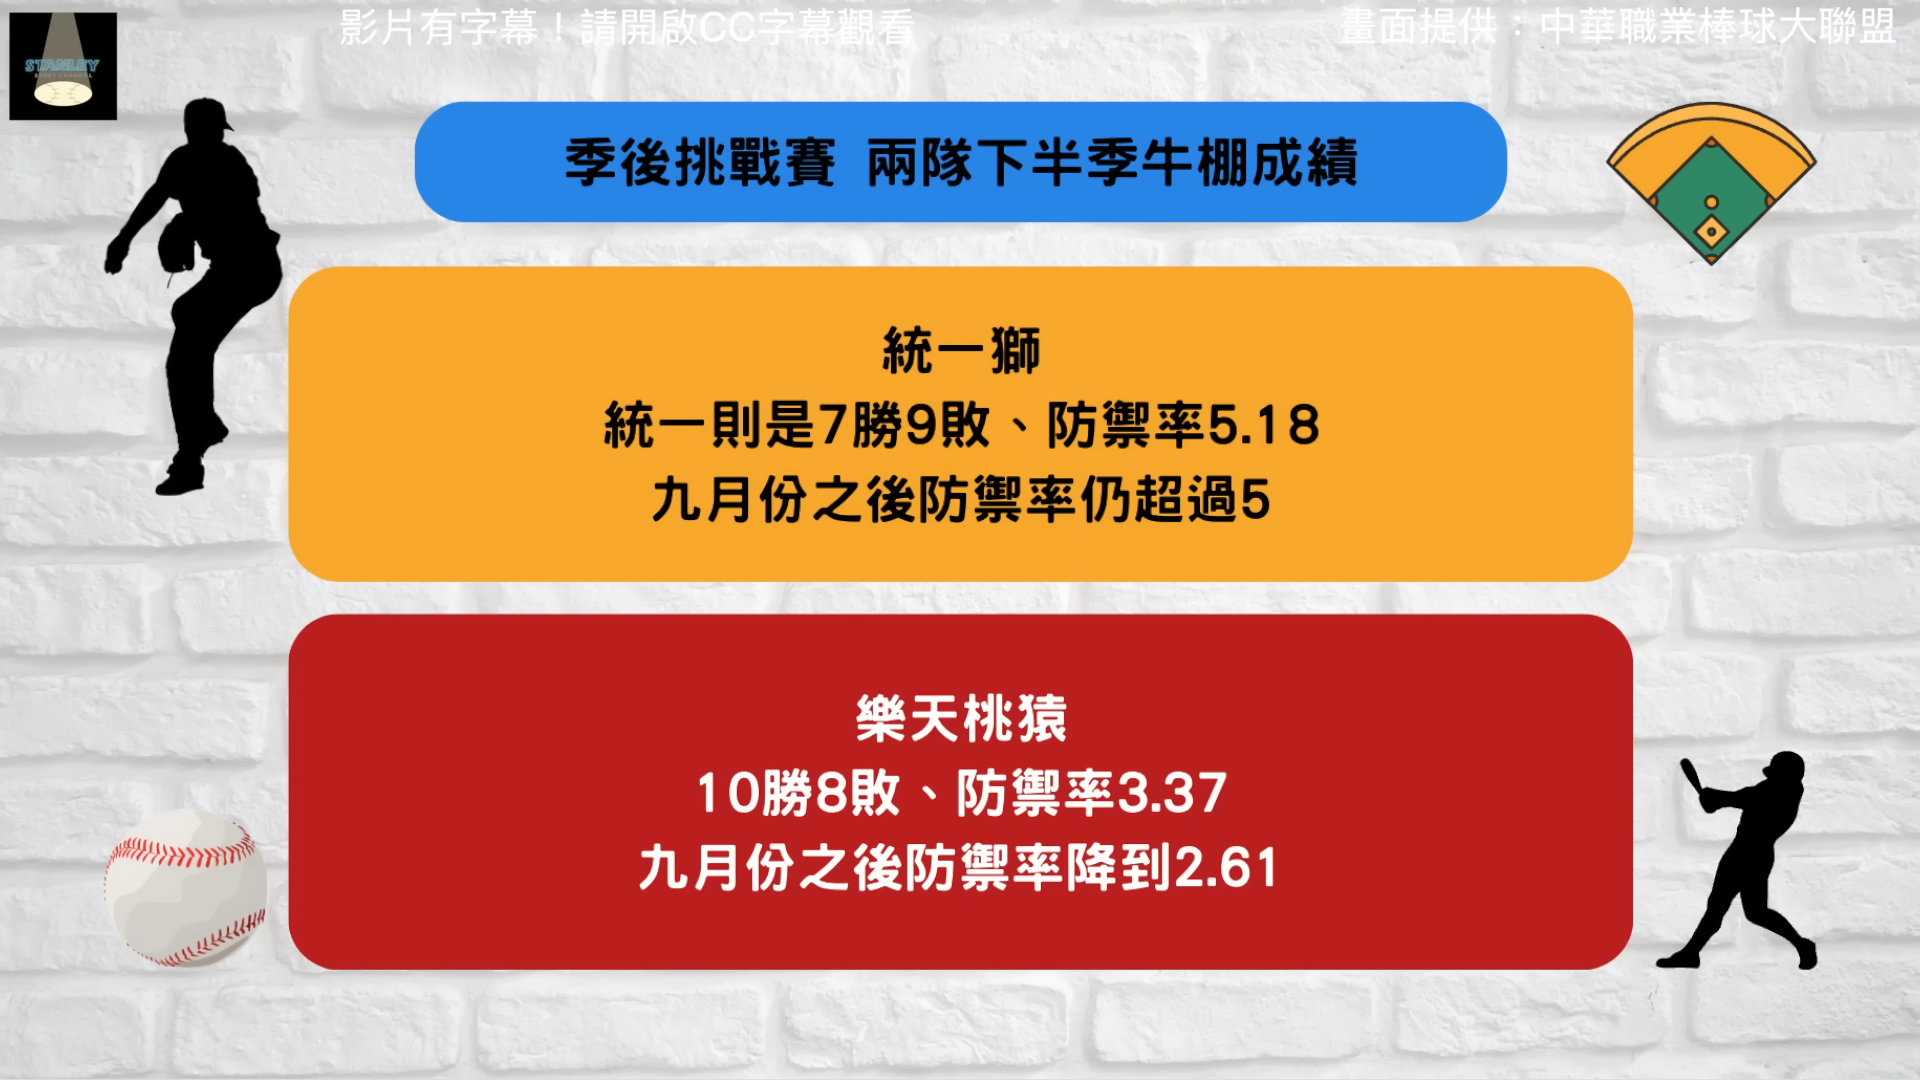 影片有字幕！請開啟CC字幕觀看
畫面提供：中華職業棒球大聯盟
STANLEY
季後挑戰賽 兩隊下半季牛棚成績
統一獅
統一則是7勝9敗、防禦率5.18
九月份之後防禦率仍超過5
樂天桃猿
10勝8敗、防禦率3.37
九月份之後防禦率降到2.61